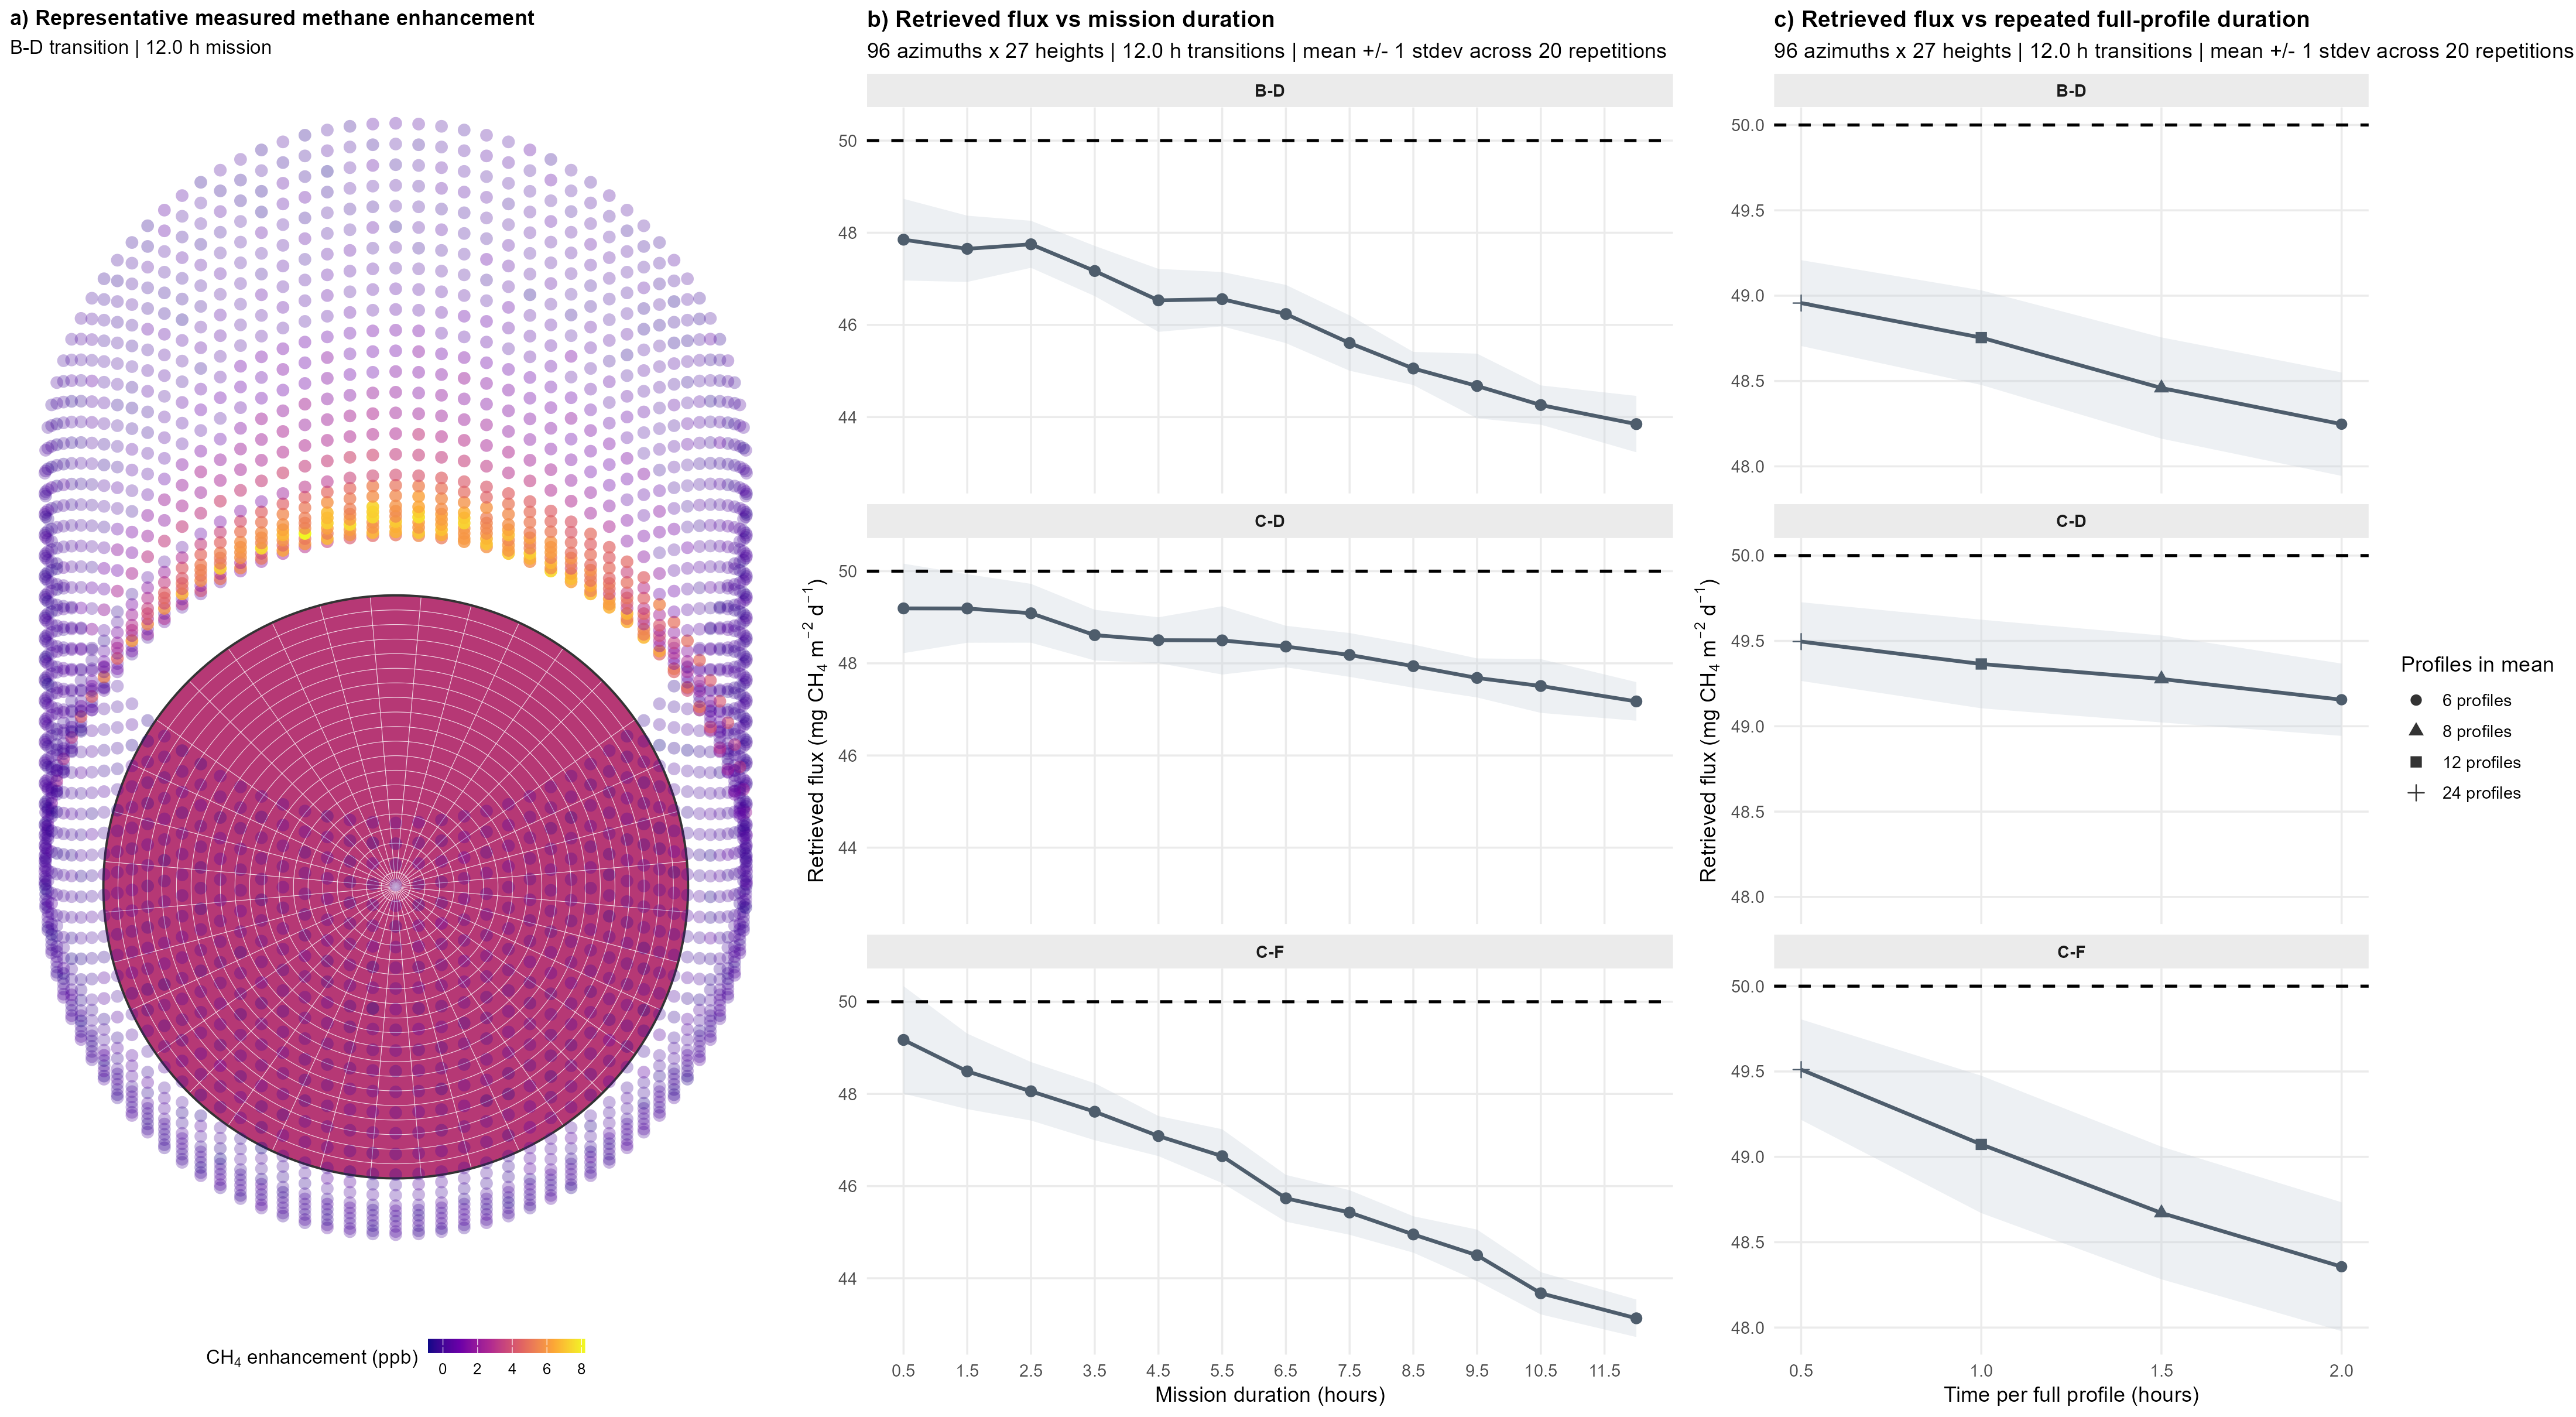 a) Representative measured methane enhancement
B-D transition | 12.0 h mission
CH₄ enhancement (ppb)
0 2 4 6 8
b) Retrieved flux vs mission duration
96 azimuths x 27 heights | 12.0 h transitions | mean +/- 1 stdev across 20 repetitions
B-D
50
48
46
44
C-D
50
48
46
44
C-F
50
48
46
44
0.5 1.5 2.5 3.5 4.5 5.5 6.5 7.5 8.5 9.5 10.5 11.5
Mission duration (hours)
Retrieved flux (mg CH₄ m⁻² d⁻¹)
c) Retrieved flux vs repeated full-profile duration
96 azimuths x 27 heights | 12.0 h transitions | mean +/- 1 stdev across 20 repetitions
B-D
50.0
49.5
49.0
48.5
48.0
C-D
50.0
49.5
49.0
48.5
48.0
C-F
50.0
49.5
49.0
48.5
48.0
0.5 1.0 1.5 2.0
Time per full profile (hours)
Retrieved flux (mg CH₄ m⁻² d⁻¹)
Profiles in mean
6 profiles
8 profiles
12 profiles
24 profiles